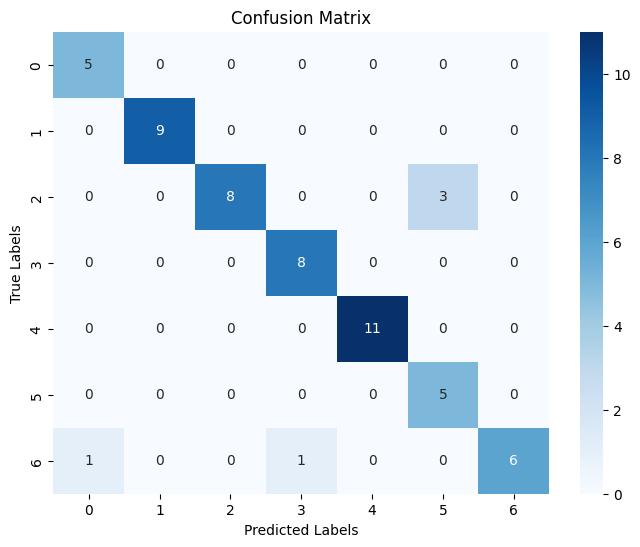 Confusion Matrix
0 5 0 0 0 0 0 0
1 0 9 0 0 0 0 0
2 0 0 8 0 0 3 0
3 0 0 0 8 0 0 0
4 0 0 0 0 11 0 0
5 0 0 0 0 0 5 0
6 1 0 0 1 0 0 6
0 1 2 3 4 5 6
True Labels
Predicted Labels
10
8
6
4
2
0